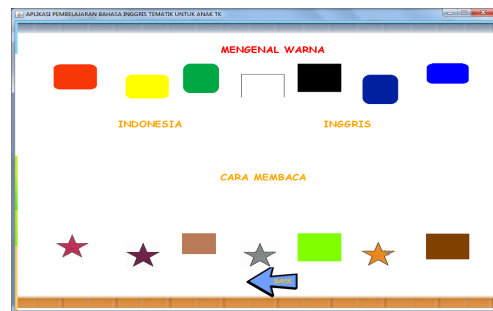 APLIKASI PEMBELAJARAN BAHASA INGGRIS TEMATIK UNTUK ANAK TK
MENGENAL WARNA
INDONESIA INGGRIS
CARA MEMBACA